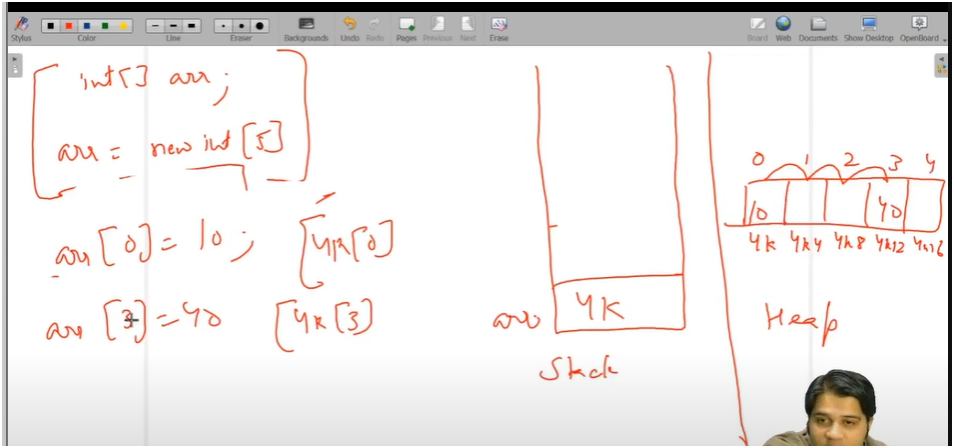 Stylus
Color
Line
Eraser
Backgrounds
Undo
Redo
Pages
Previous
Next
Erase
Board
Web
Documents
Show Desktop
OpenBoard
int[] arr;
arr = new int[5]
arr[0] = 10; [4K[0]
arr[3] = 40 [4K[3]
arr 4K
Stack
0 1 2 3 4
10 40
4K 4K4 4K8 4K12 4K16
Heap